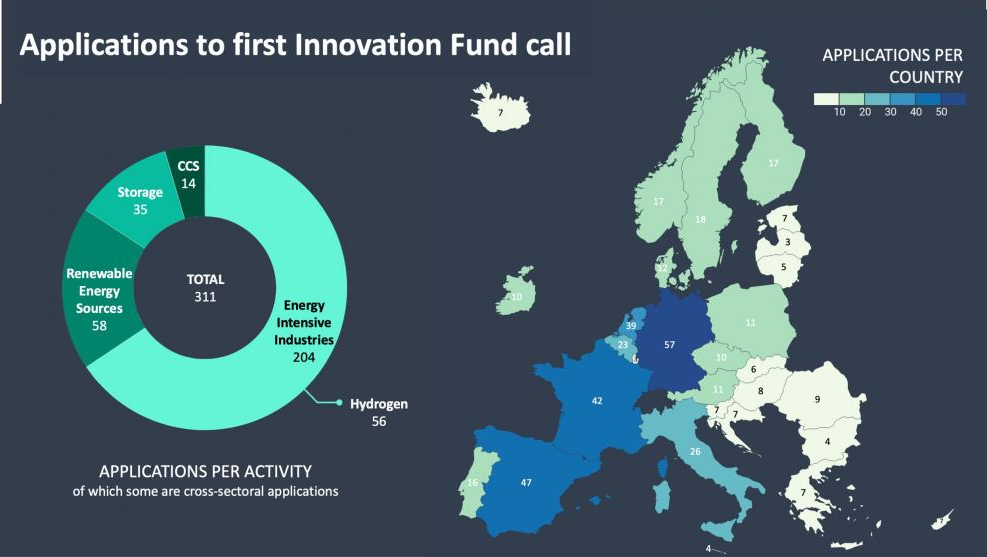 Applications to first Innovation Fund call
APPLICATIONS PER
COUNTRY
10 20 30 40 50
7
17
17
18
7
3
5
12
10
39
23
57
11
10
6
11
8
9
42
7
7
4
26
16
47
7
4
CCS
14
Storage
35
Renewable
Energy
Sources
58
TOTAL
311
Energy
Intensive
Industries
204
Hydrogen
56
APPLICATIONS PER ACTIVITY
of which some are cross-sectoral applications